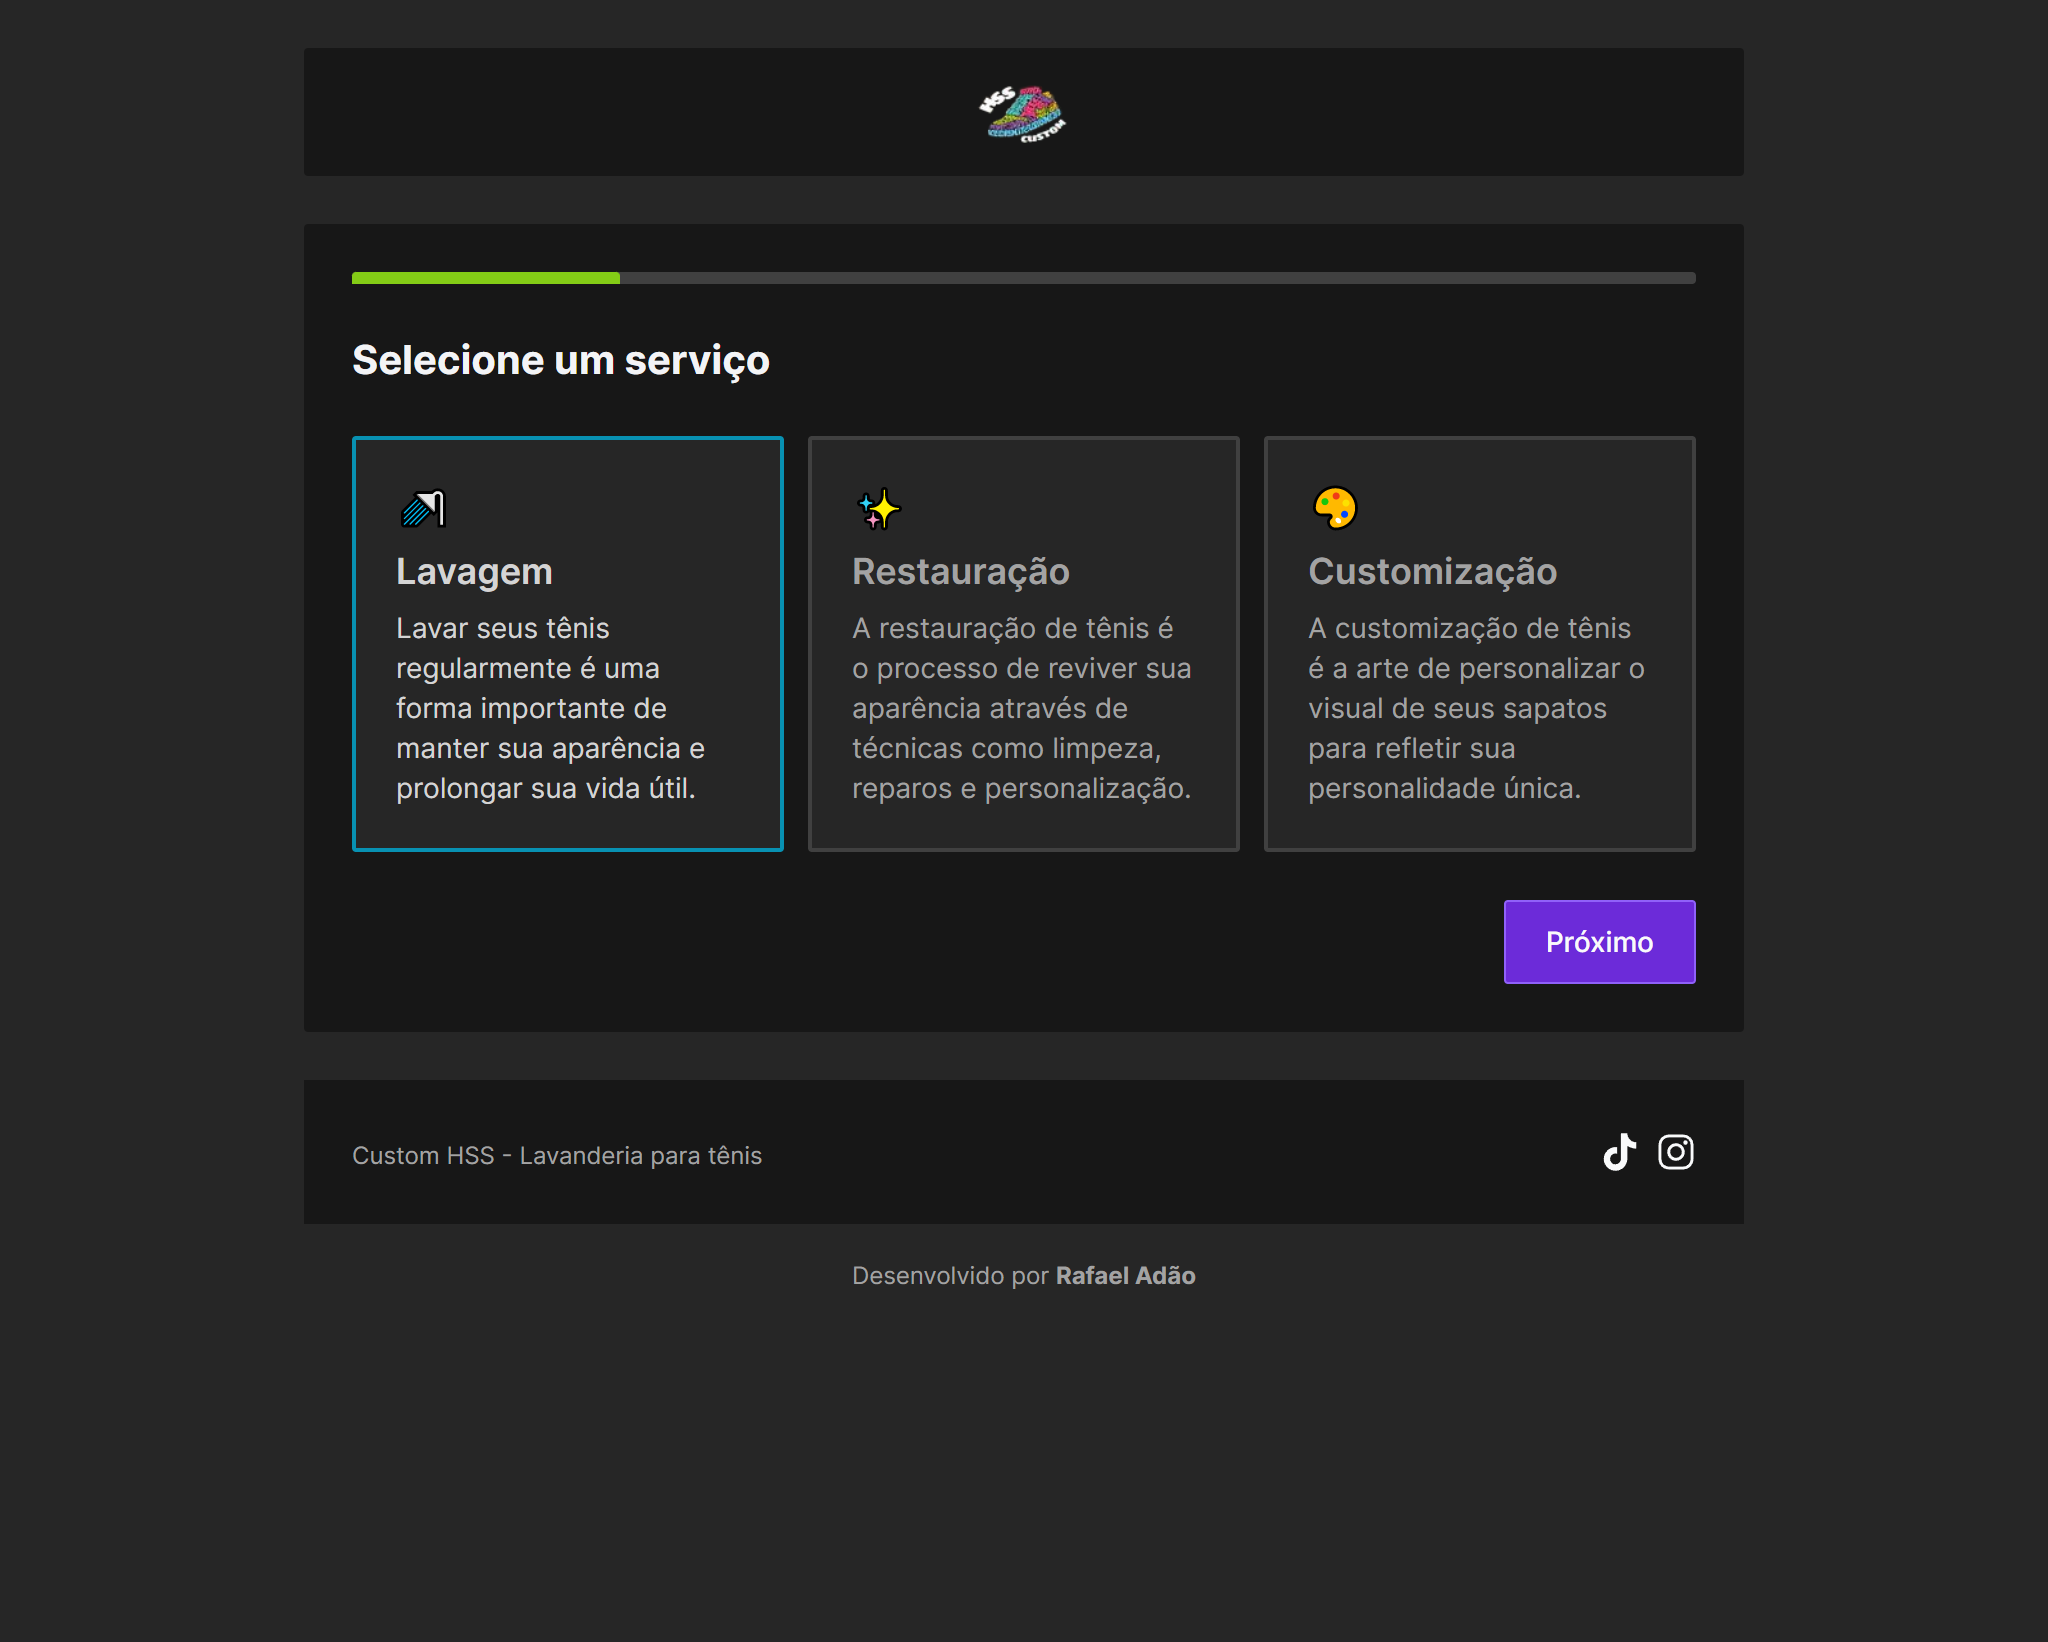 HSS
CUSTOM
Selecione um serviço
Lavagem
Lavar seus tênis
regularmente é uma
forma importante de
manter sua aparência e
prolongar sua vida útil.
Restauração
A restauração de tênis é
o processo de reviver sua
aparência através de
técnicas como limpeza,
reparos e personalização.
Customização
A customização de tênis
é a arte de personalizar o
visual de seus sapatos
para refletir sua
personalidade única.
Próximo
Custom HSS - Lavanderia para tênis
Desenvolvido por Rafael Adão